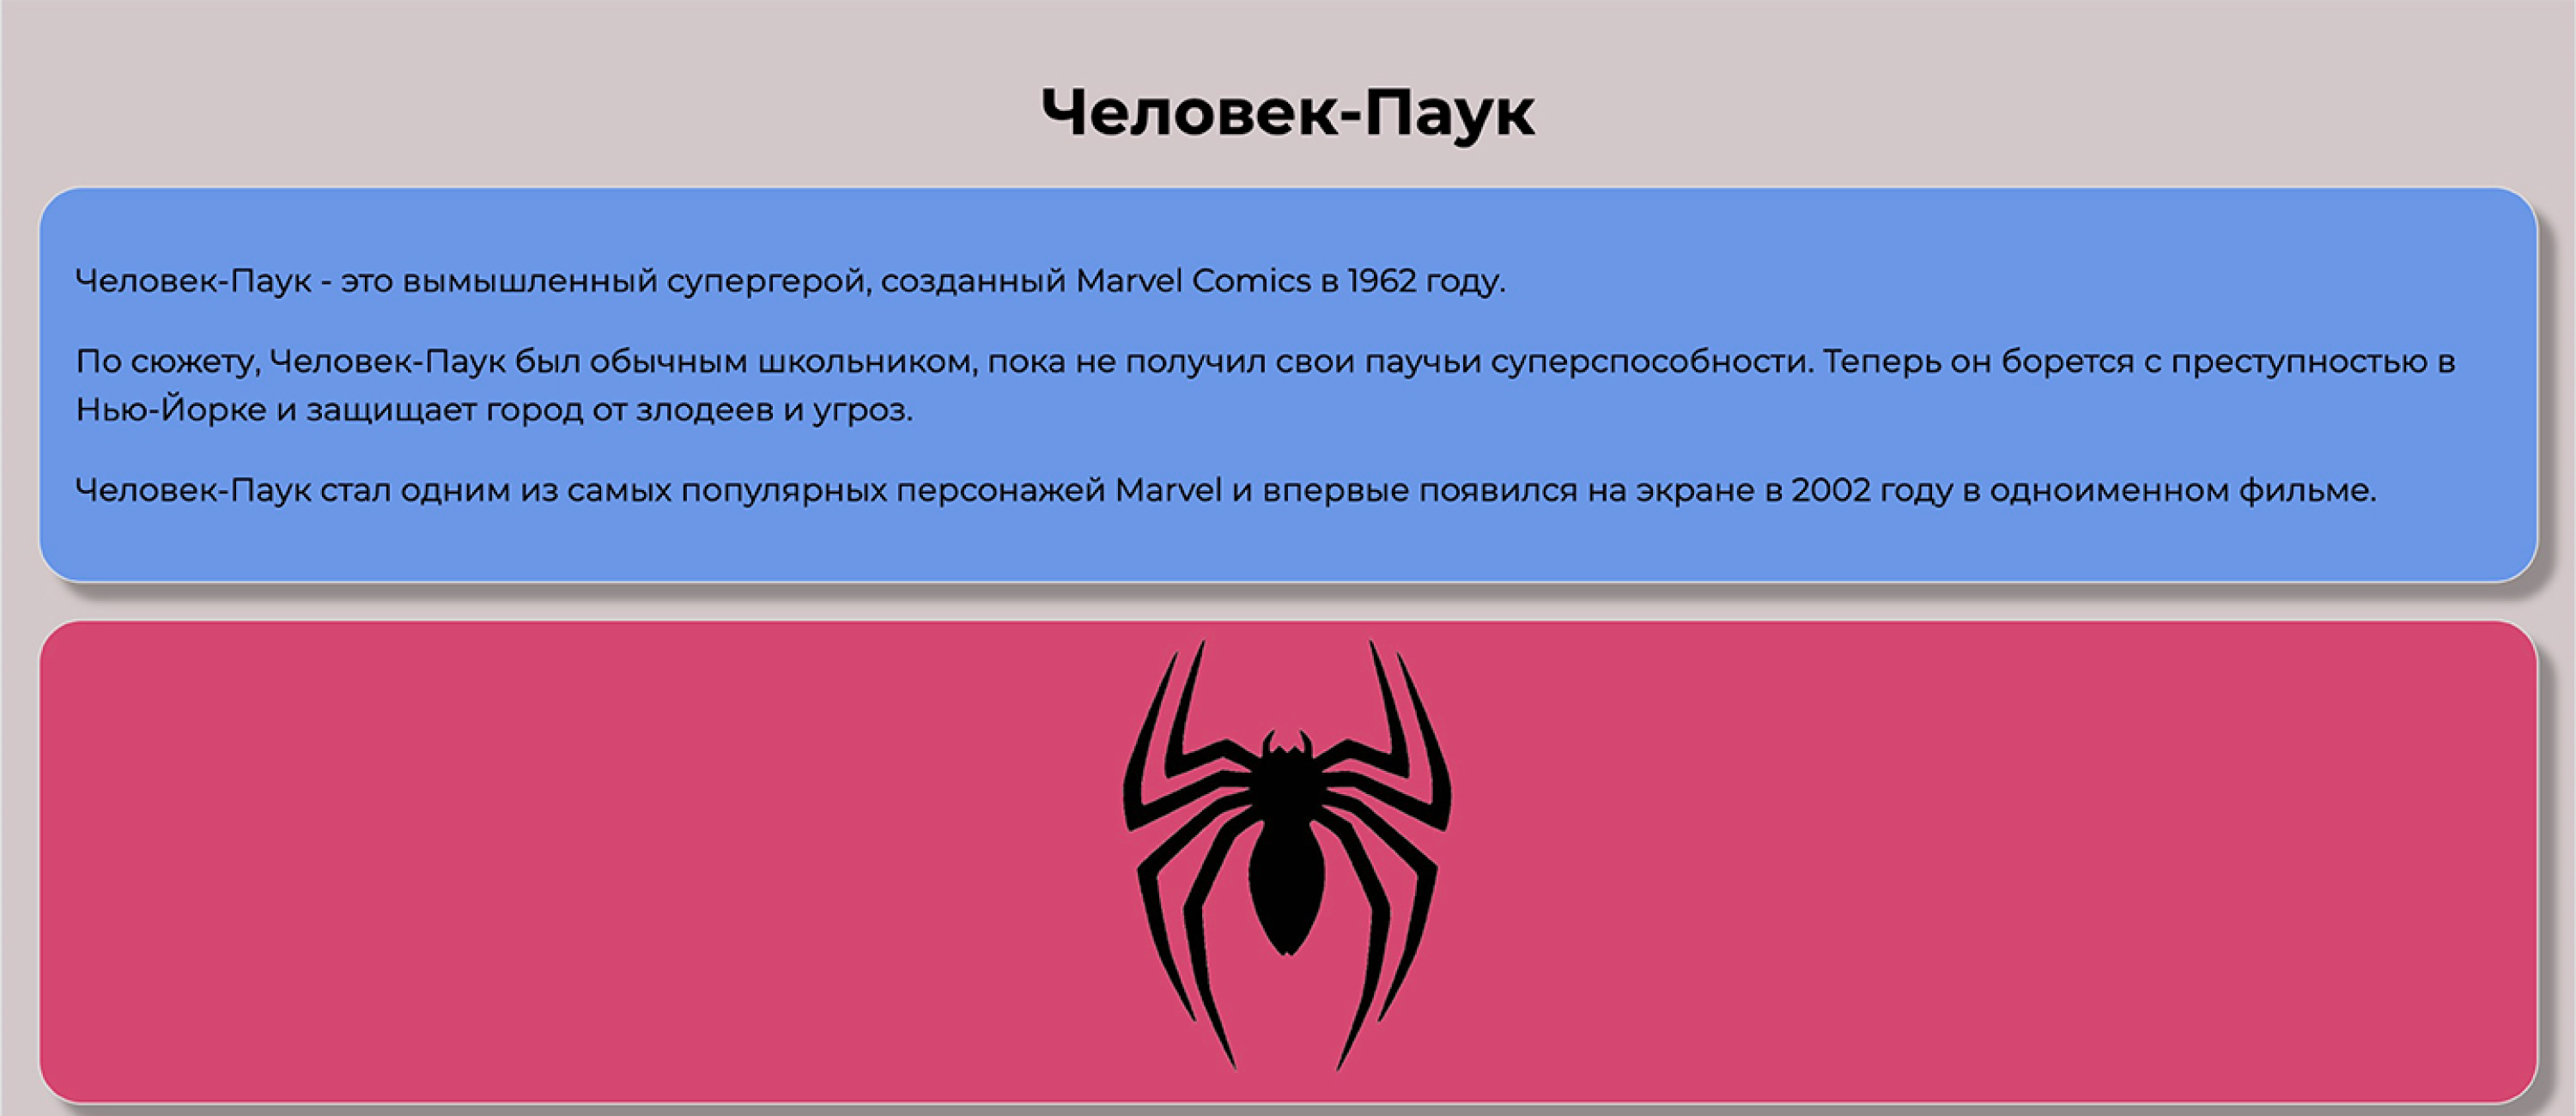 Человек-Паук
Человек-Паук - это вымышленный супергерой, созданный Marvel Comics в 1962 году.
По сюжету, Человек-Паук был обычным школьником, пока не получил свои паучьи суперспособности. Теперь он борется с преступностью в
Нью-Йорке и защищает город от злодеев и угроз.
Человек-Паук стал одним из самых популярных персонажей Marvel и впервые появился на экране в 2002 году в одноименном фильме.